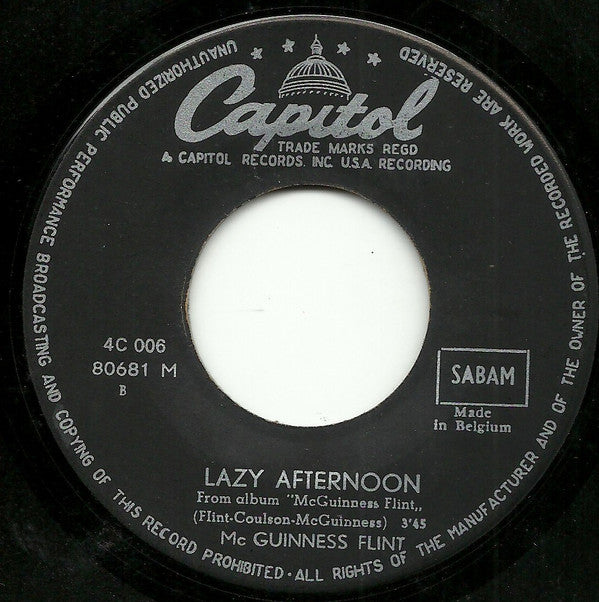 Capitol
TRADE MARKS REGD
& CAPITOL RECORDS. INC. U.S.A. RECORDING
4C 006
80681 M
B
SABAM
Made
in Belgium
LAZY AFTERNOON
From album "McGuinness Flint,,
(Flint-Coulson-McGuinness) 3'45
Mc GUINNESS FLINT
UNAUTHORIZED PUBLIC PERFORMANCE BROADCASTING AND COPYING OF THIS RECORD PROHIBITED · ALL RIGHTS OF THE MANUFACTURER AND OF THE OWNER OF THE RECORDED WORK ARE RESERVED